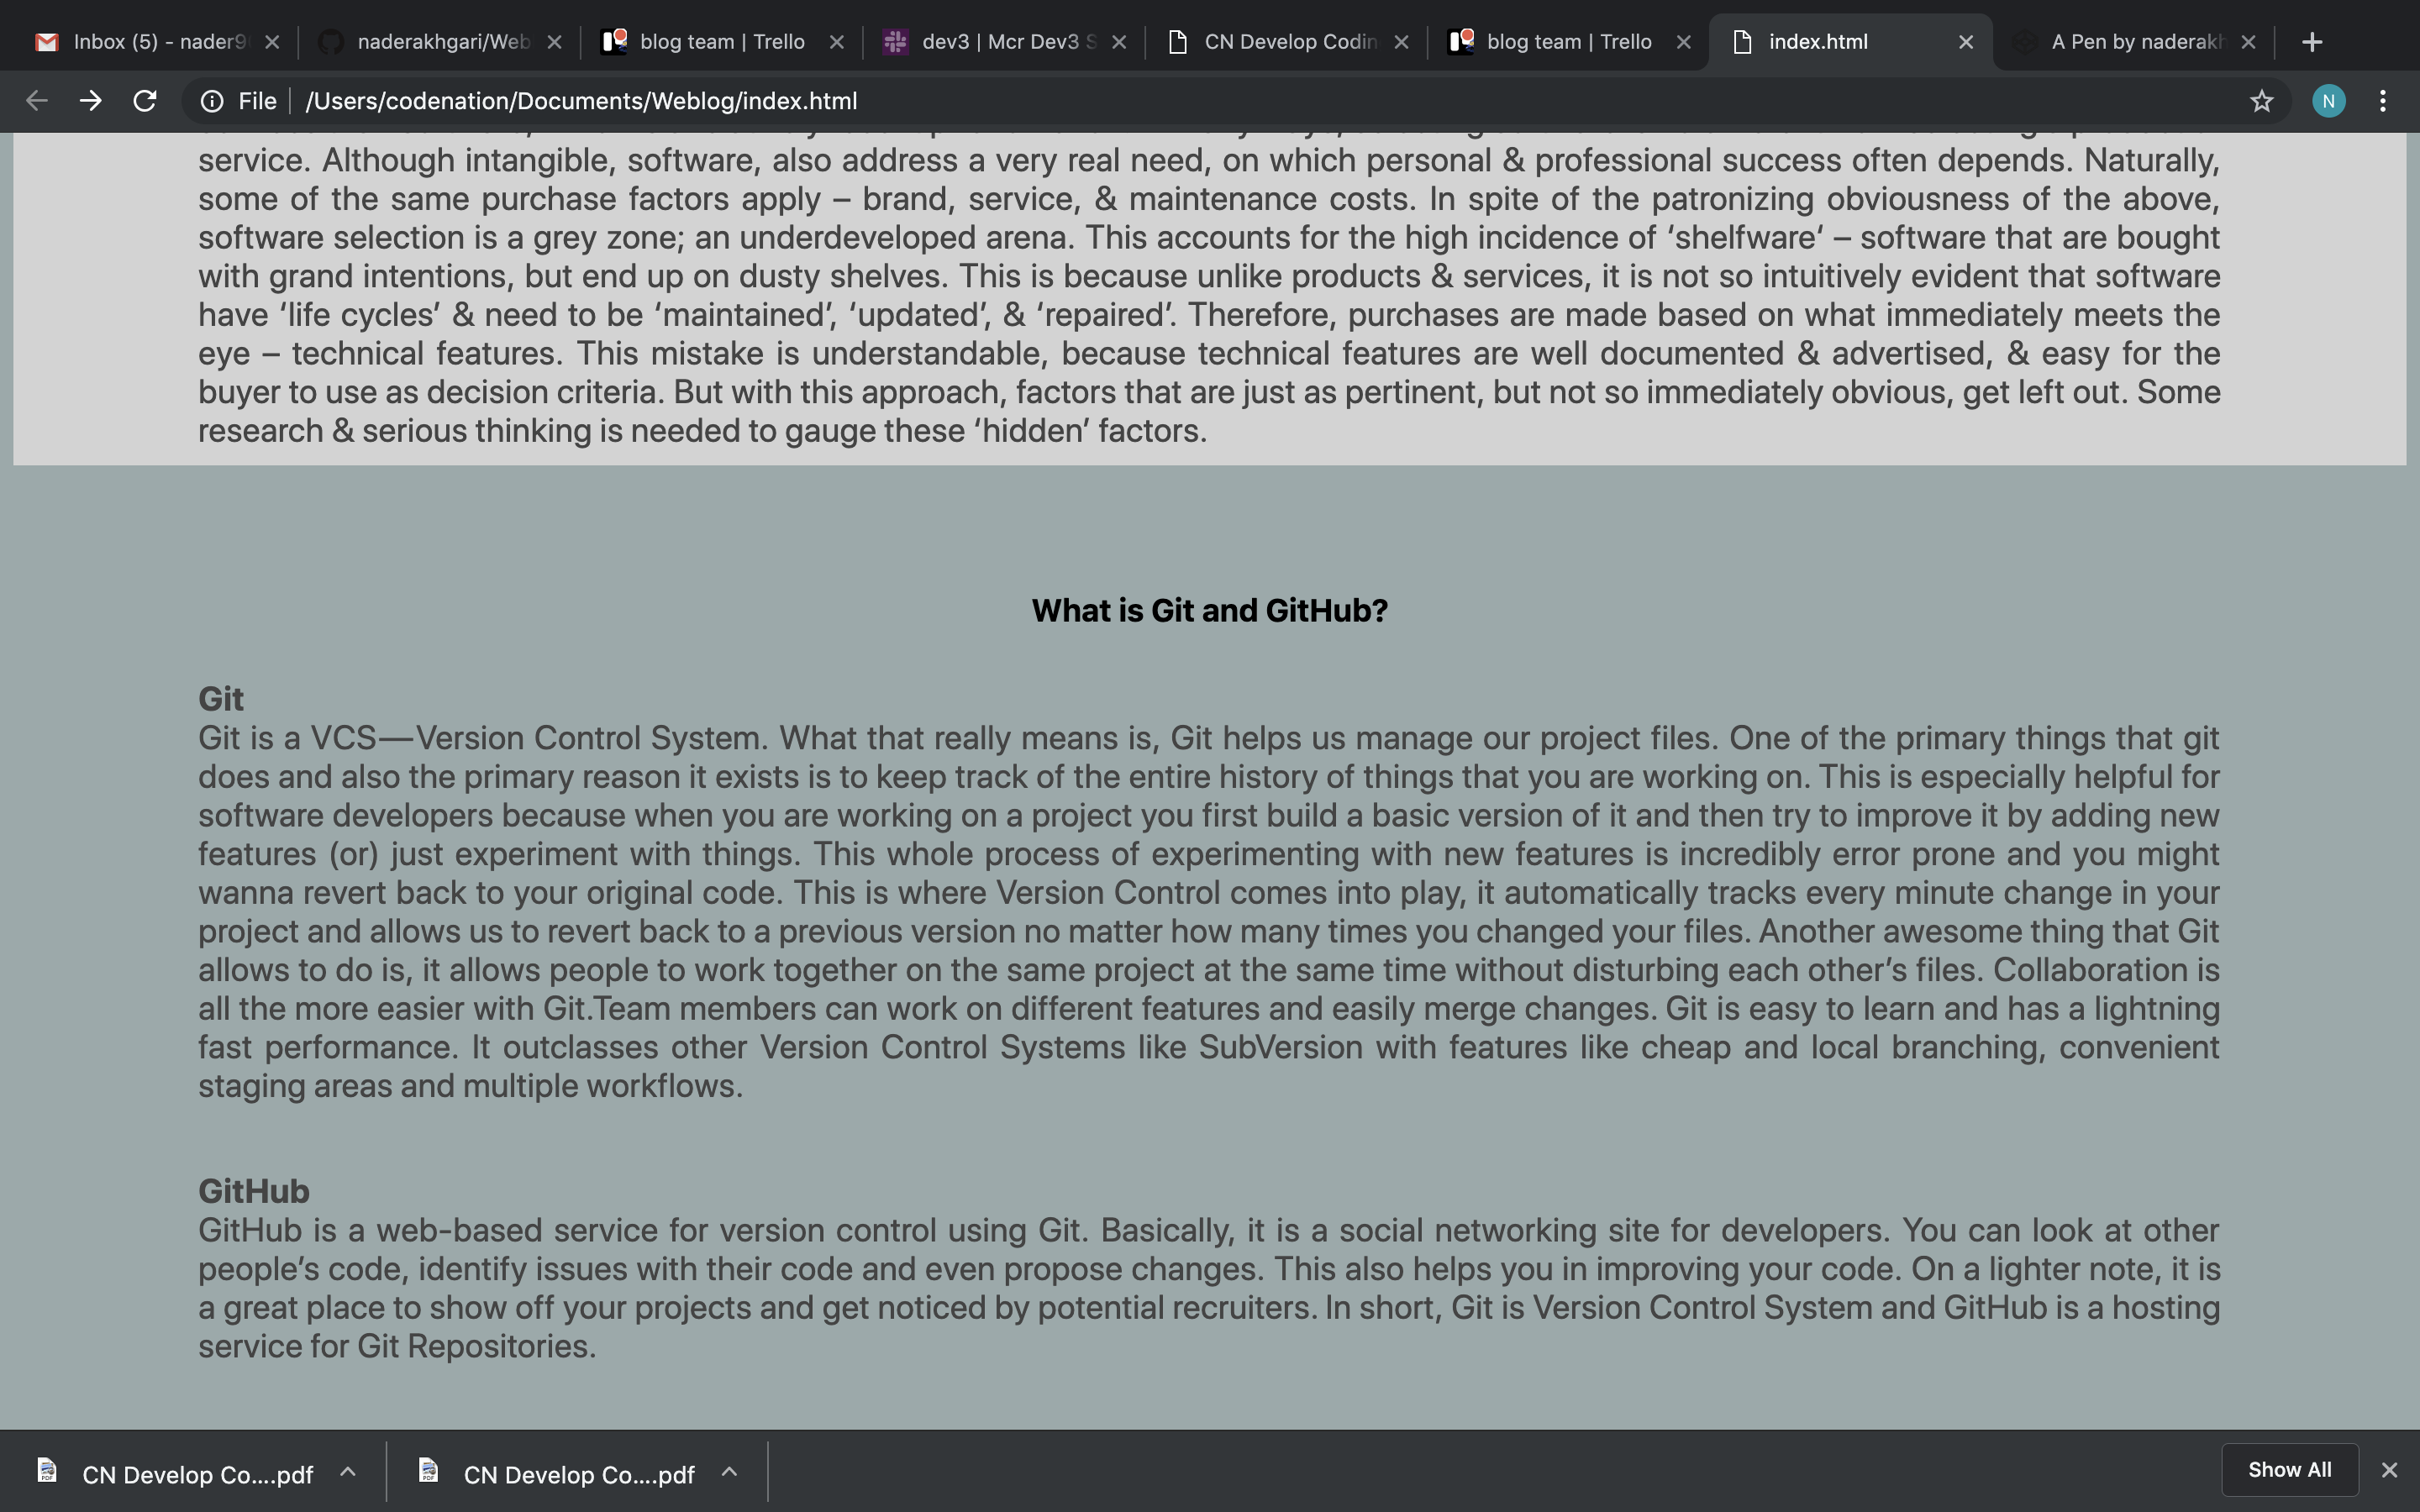 Inbox (5) - nader9
naderakhgari/Web
blog team | Trello
dev3 | Mcr Dev3 S
CN Develop Codin
blog team | Trello
index.html
A Pen by naderakh
File
/Users/codenation/Documents/Weblog/index.html
N
service. Although intangible, software, also address a very real need, on which personal & professional success often depends. Naturally,
some of the same purchase factors apply – brand, service, & maintenance costs. In spite of the patronizing obviousness of the above,
software selection is a grey zone; an underdeveloped arena. This accounts for the high incidence of ‘shelfware‘ – software that are bought
with grand intentions, but end up on dusty shelves. This is because unlike products & services, it is not so intuitively evident that software
have ‘life cycles’ & need to be ‘maintained’, ‘updated’, & ‘repaired’. Therefore, purchases are made based on what immediately meets the
eye – technical features. This mistake is understandable, because technical features are well documented & advertised, & easy for the
buyer to use as decision criteria. But with this approach, factors that are just as pertinent, but not so immediately obvious, get left out. Some
research & serious thinking is needed to gauge these ‘hidden’ factors.
What is Git and GitHub?
Git
Git is a VCS—Version Control System. What that really means is, Git helps us manage our project files. One of the primary things that git
does and also the primary reason it exists is to keep track of the entire history of things that you are working on. This is especially helpful for
software developers because when you are working on a project you first build a basic version of it and then try to improve it by adding new
features (or) just experiment with things. This whole process of experimenting with new features is incredibly error prone and you might
wanna revert back to your original code. This is where Version Control comes into play, it automatically tracks every minute change in your
project and allows us to revert back to a previous version no matter how many times you changed your files. Another awesome thing that Git
allows to do is, it allows people to work together on the same project at the same time without disturbing each other’s files. Collaboration is
all the more easier with Git.Team members can work on different features and easily merge changes. Git is easy to learn and has a lightning
fast performance. It outclasses other Version Control Systems like SubVersion with features like cheap and local branching, convenient
staging areas and multiple workflows.
GitHub
GitHub is a web-based service for version control using Git. Basically, it is a social networking site for developers. You can look at other
people’s code, identify issues with their code and even propose changes. This also helps you in improving your code. On a lighter note, it is
a great place to show off your projects and get noticed by potential recruiters. In short, Git is Version Control System and GitHub is a hosting
service for Git Repositories.
CN Develop Co....pdf
CN Develop Co....pdf
Show All